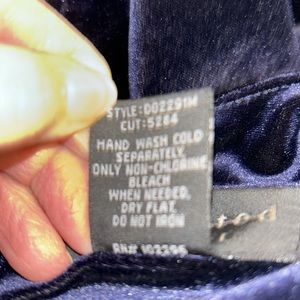 STYLE:D02291M
CUT:5284
HAND WASH COLD
SEPARATELY
ONLY NON-CHLORINE
BLEACH
WHEN NEEDED,
DRY FLAT,
DO NOT IRON